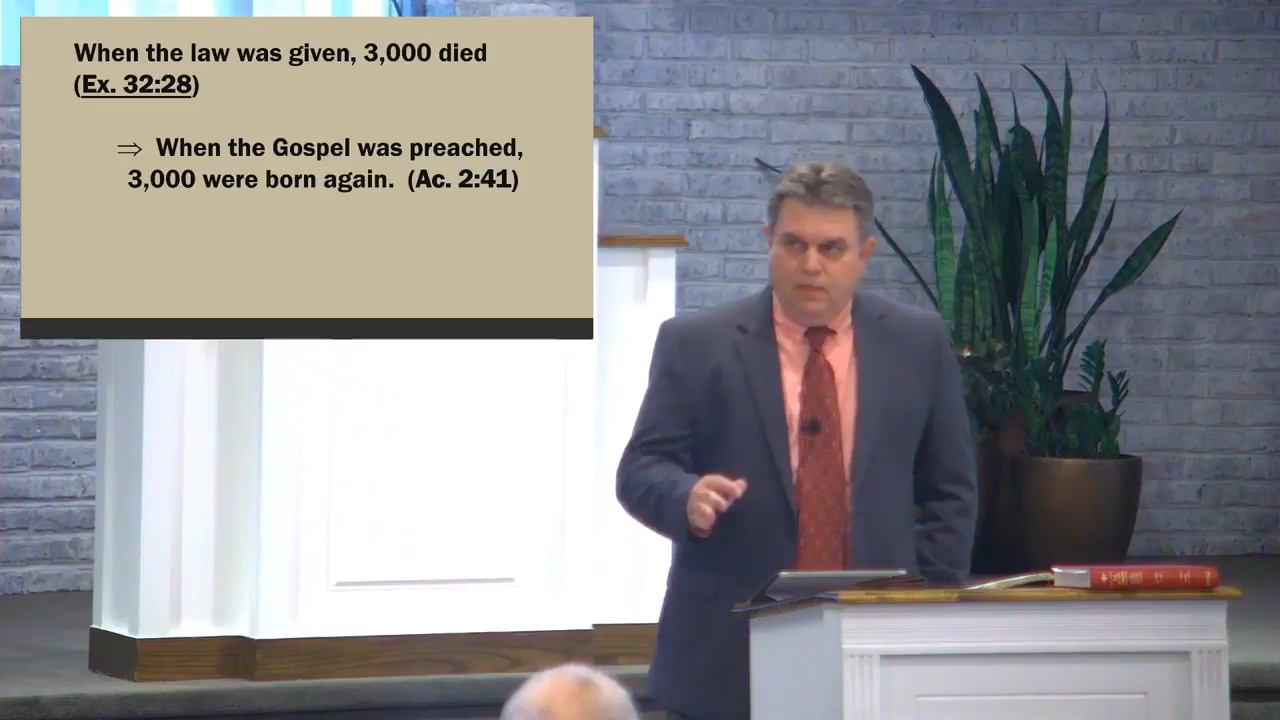 When the law was given, 3,000 died
(Ex. 32:28)
⇒ When the Gospel was preached,
3,000 were born again. (Ac. 2:41)